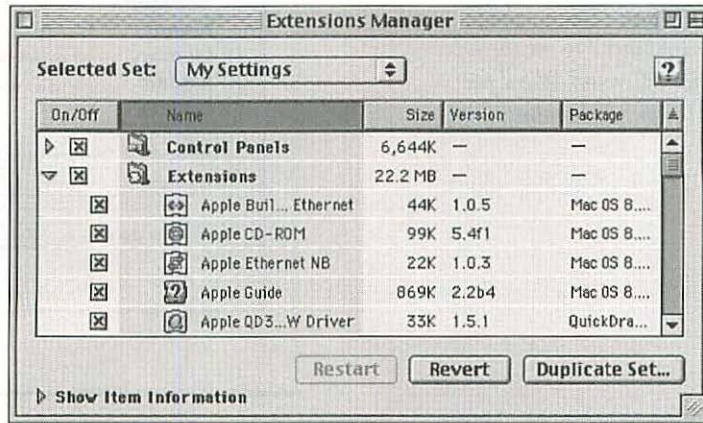 Extensions Manager
Selected Set: My Settings
On/Off Name Size Version Package
Control Panels 6,644K — —
Extensions 22.2 MB — —
Apple Buil... Ethernet 44K 1.0.5 Mac OS 8....
Apple CD-ROM 99K 5.4f1 Mac OS 8....
Apple Ethernet NB 22K 1.0.3 Mac OS 8....
Apple Guide 869K 2.2b4 Mac OS 8....
Apple QD3...W Driver 33K 1.5.1 QuickDra...
Restart Revert Duplicate Set...
Show Item Information